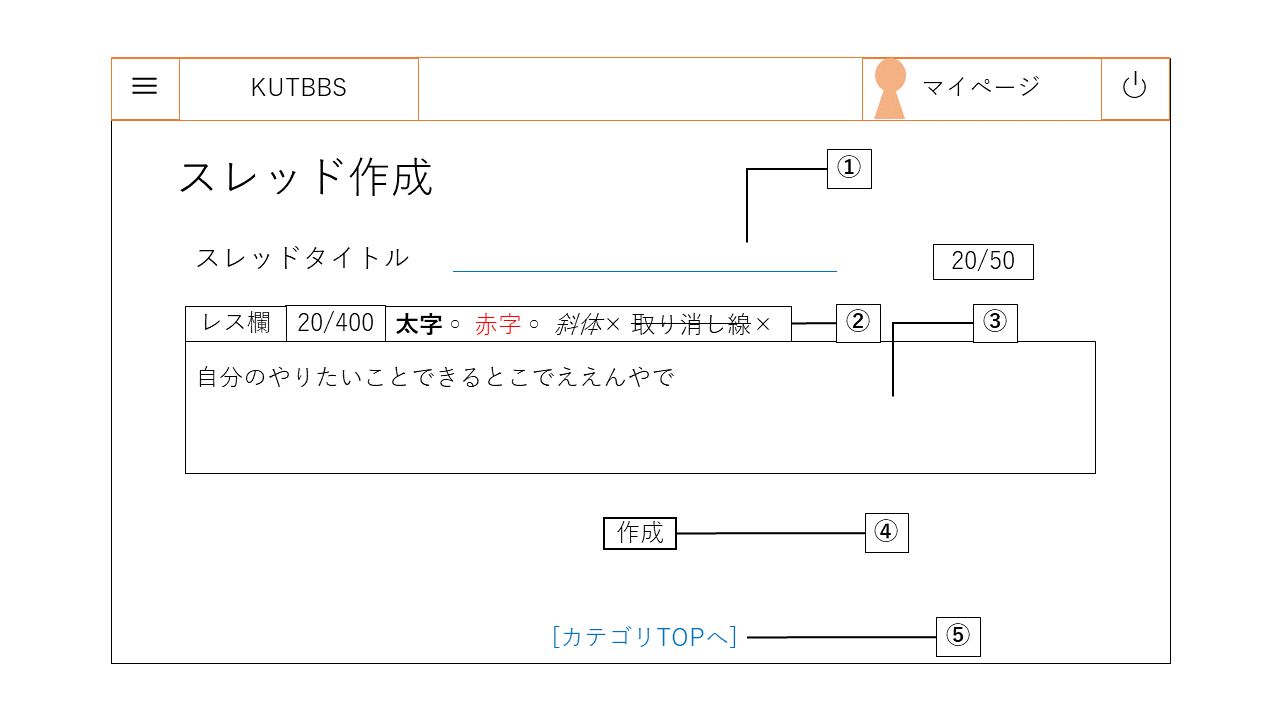 KUTBBS マイページ
スレッド作成 ①
スレッドタイトル 20/50
レス欄 20/400 太字○ 赤字○ 斜体× 取り消し線× ② ③
自分のやりたいことできるとこでええんやで
作成 ④
[カテゴリTOPへ] ⑤